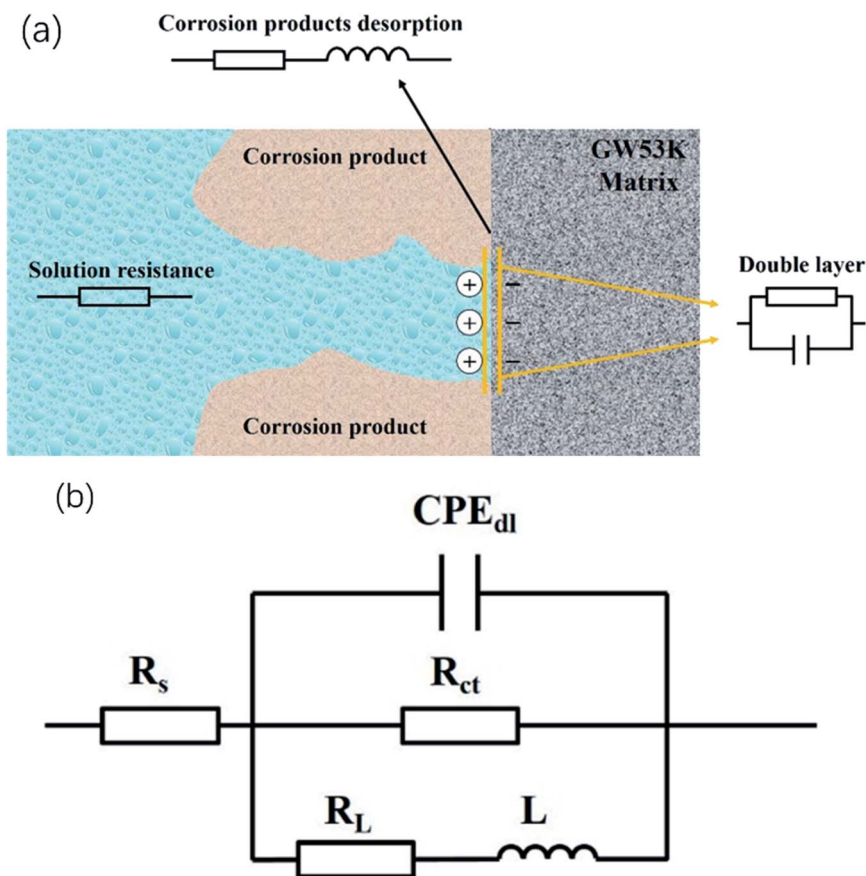 (a)
Corrosion products desorption
Corrosion product
GW53K
Matrix
Solution resistance
Double layer
+ −
+ −
+ −
Corrosion product
(b)
CPEdl
Rs
Rct
RL
L